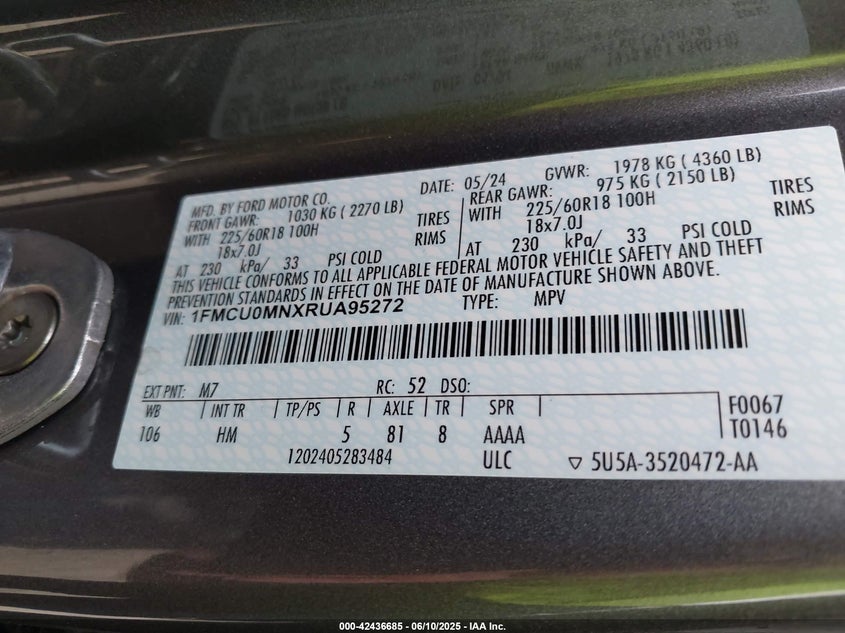 MFD. BY FORD MOTOR CO.
DATE: 05/24 GVWR: 1978 KG ( 4360 LB)
FRONT GAWR: 1030 KG ( 2270 LB)
WITH 225/60R18 100H TIRES
18x7.0J RIMS
AT 230 kPa/ 33 PSI COLD
REAR GAWR: 975 KG ( 2150 LB)
WITH 225/60R18 100H TIRES
18x7.0J RIMS
AT 230 kPa/ 33 PSI COLD
THIS VEHICLE CONFORMS TO ALL APPLICABLE FEDERAL MOTOR VEHICLE SAFETY AND THEFT
PREVENTION STANDARDS IN EFFECT ON THE DATE OF MANUFACTURE SHOWN ABOVE.
VIN: 1FMCU0MNXRUA95272 TYPE: MPV
EXT PNT: M7 RC: 52 DSO:
WB INT TR TP/PS R AXLE TR SPR F0067
106 HM 5 81 8 AAAA T0146
1202405283484 ULC ▽ 5U5A-3520472-AA
000-42436685 - 06/10/2025 - IAA Inc.